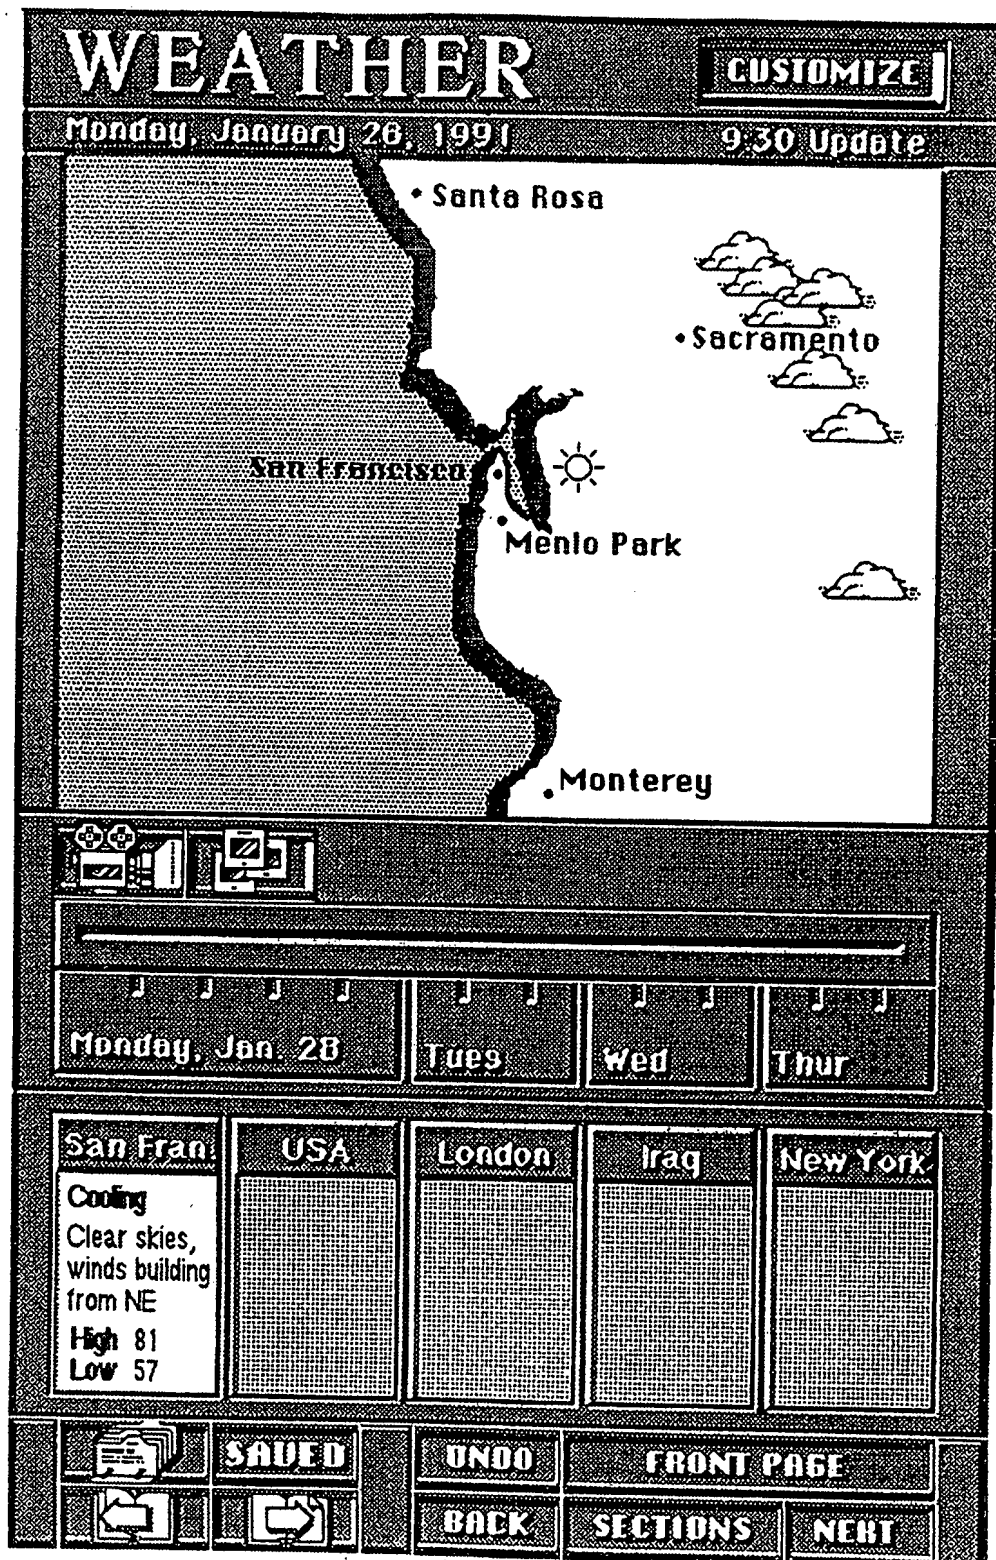 WEATHER
CUSTOMIZE
Monday, January 28, 1991
9:30 Update
Santa Rosa
Sacramento
San Francisco
Menlo Park
Monterey
Monday, Jan. 28
Tues
Wed
Thur
San Fran.
USA
London
Iraq
New York
Cooling
Clear skies,
winds building
from NE
High 81
Low 57
SAVED
UNDO
FRONT PAGE
BACK
SECTIONS
NEXT